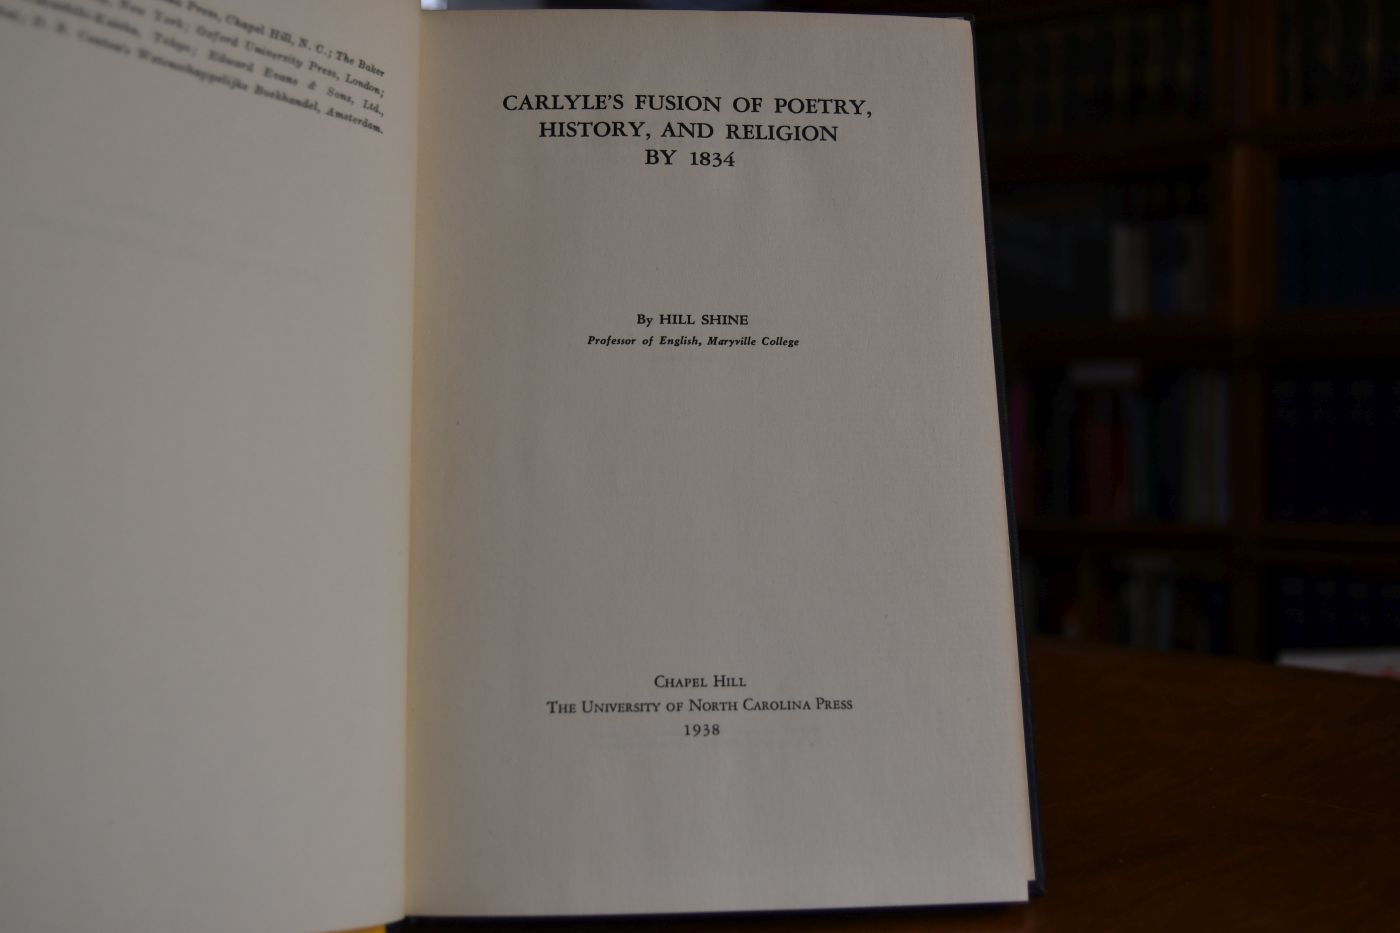 Press, Chapel Hill, N. C.; The Baker
New York; Oxford University Press, London;
Tokyo; Edward Evans & Sons, Ltd.,
D. B. Centen's Wetenschappelijke Boekhandel, Amsterdam.
CARLYLE'S FUSION OF POETRY,
HISTORY, AND RELIGION
BY 1834
By HILL SHINE
Professor of English, Maryville College
CHAPEL HILL
THE UNIVERSITY OF NORTH CAROLINA PRESS
1938